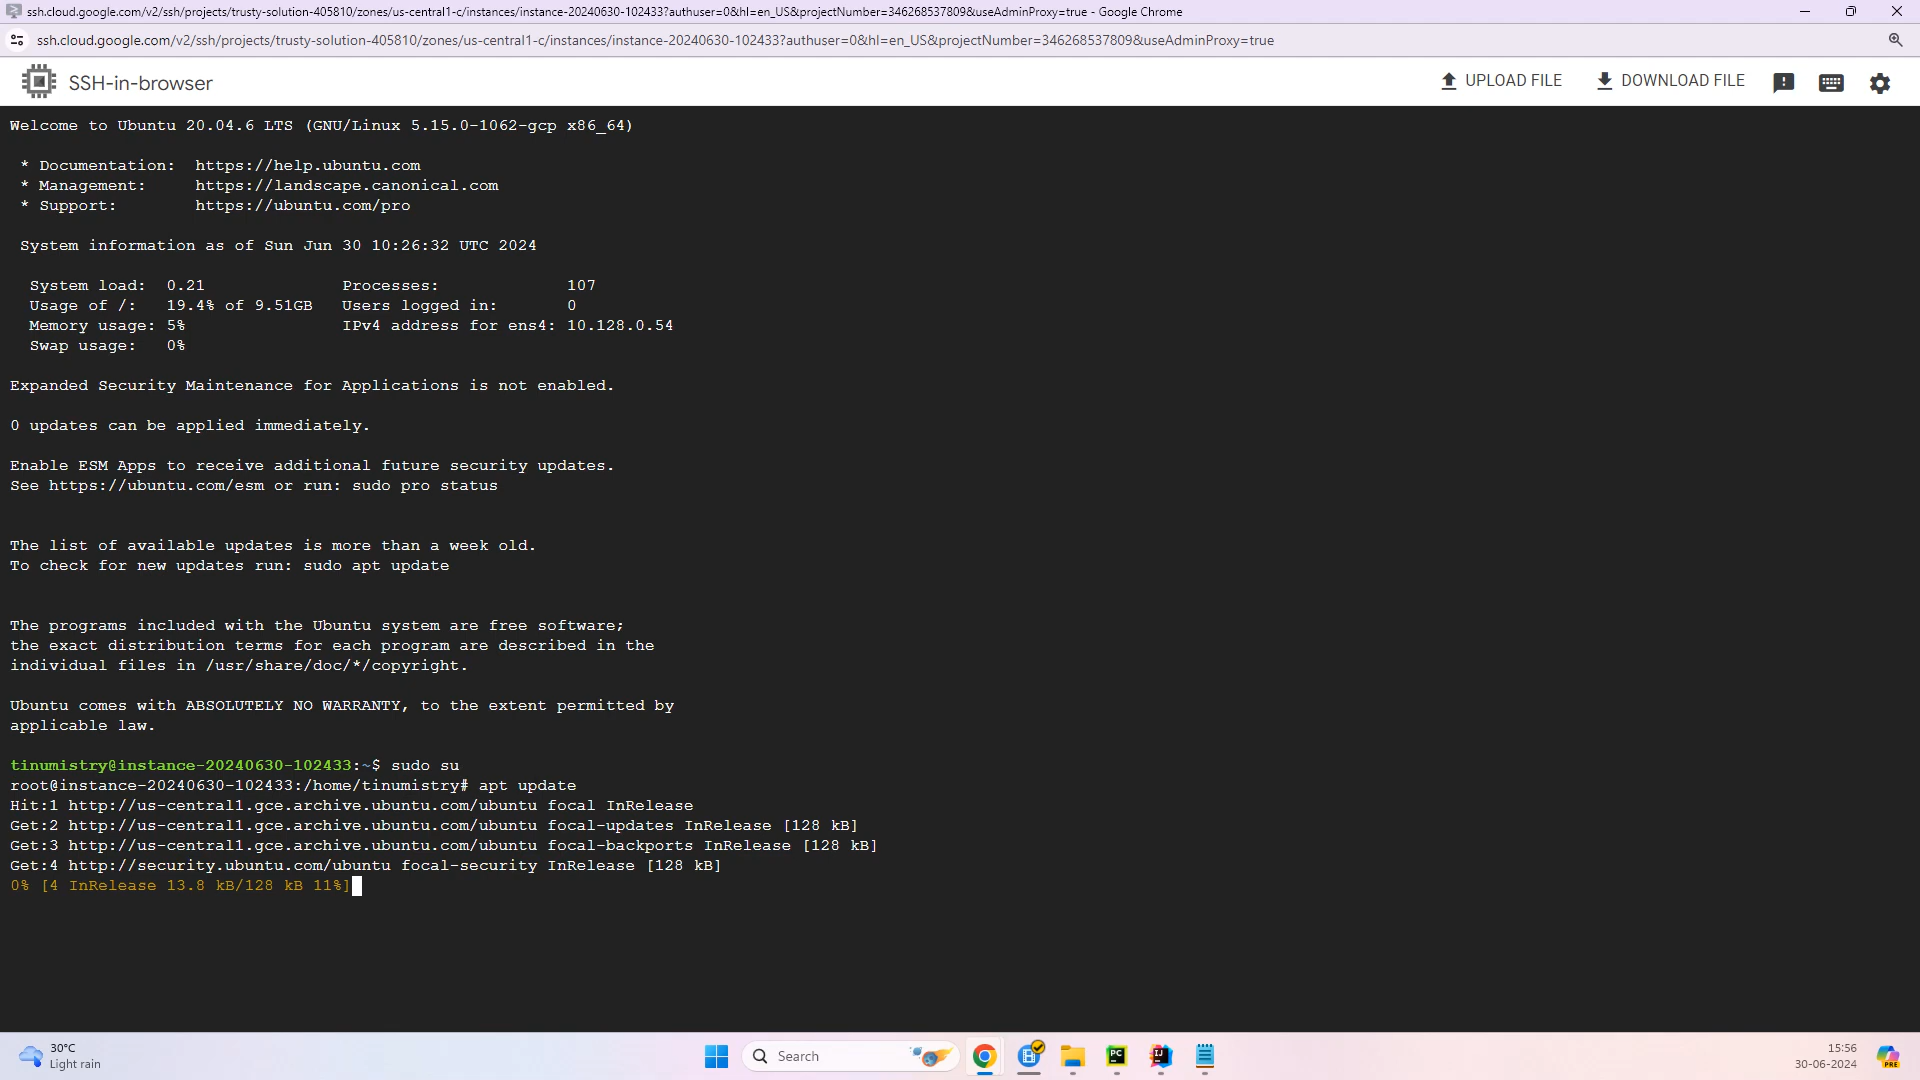 ssh.cloud.google.com/v2/ssh/projects/trusty-solution-405810/zones/us-central1-c/instances/instance-20240630-102433?authuser=0&hl=en_US&projectNumber=346268537809&useAdminProxy=true - Google Chrome
ssh.cloud.google.com/v2/ssh/projects/trusty-solution-405810/zones/us-central1-c/instances/instance-20240630-102433?authuser=0&hl=en_US&projectNumber=346268537809&useAdminProxy=true
SSH-in-browser
UPLOAD FILE
DOWNLOAD FILE
Welcome to Ubuntu 20.04.6 LTS (GNU/Linux 5.15.0-1062-gcp x86_64)
* Documentation: https://help.ubuntu.com
* Management: https://landscape.canonical.com
* Support: https://ubuntu.com/pro
System information as of Sun Jun 30 10:26:32 UTC 2024
System load: 0.21 Processes: 107
Usage of /: 19.4% of 9.51GB Users logged in: 0
Memory usage: 5% IPv4 address for ens4: 10.128.0.54
Swap usage: 0%
Expanded Security Maintenance for Applications is not enabled.
0 updates can be applied immediately.
Enable ESM Apps to receive additional future security updates.
See https://ubuntu.com/esm or run: sudo pro status
The list of available updates is more than a week old.
To check for new updates run: sudo apt update
The programs included with the Ubuntu system are free software;
the exact distribution terms for each program are described in the
individual files in /usr/share/doc/*/copyright.
Ubuntu comes with ABSOLUTELY NO WARRANTY, to the extent permitted by
applicable law.
tinumistry@instance-20240630-102433:~$ sudo su
root@instance-20240630-102433:/home/tinumistry# apt update
Hit:1 http://us-central1.gce.archive.ubuntu.com/ubuntu focal InRelease
Get:2 http://us-central1.gce.archive.ubuntu.com/ubuntu focal-updates InRelease [128 kB]
Get:3 http://us-central1.gce.archive.ubuntu.com/ubuntu focal-backports InRelease [128 kB]
Get:4 http://security.ubuntu.com/ubuntu focal-security InRelease [128 kB]
0% [4 InRelease 13.8 kB/128 kB 11%]
30°C
Light rain
Search
PC
IJ
15:56
30-06-2024
PRE